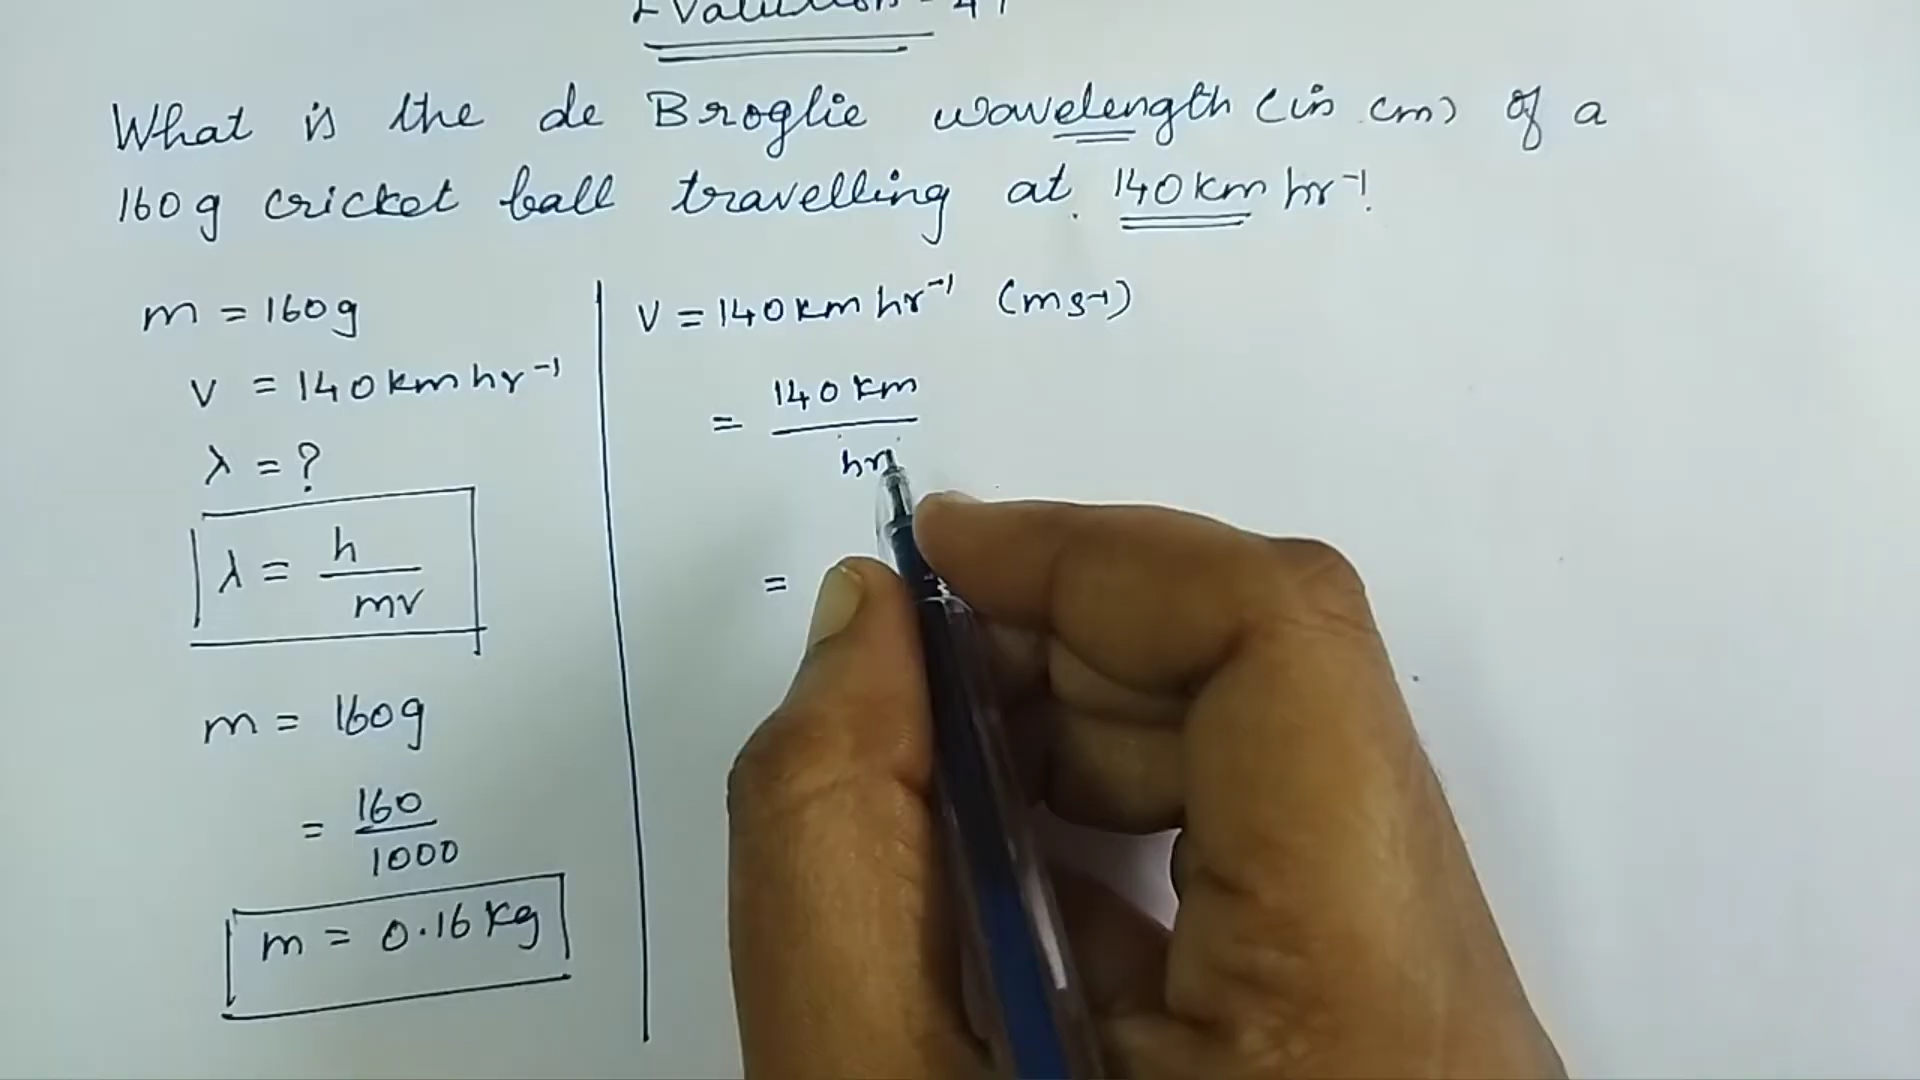 What is the de Broglie wavelength (in cm) of a
160g cricket ball travelling at 140 km hr⁻¹?
m = 160g
v = 140 km hr⁻¹
λ = ?
λ = h / mv
m = 160g
= 160 / 1000
m = 0.16 kg
V = 140 km hr⁻¹ (ms⁻¹)
= 140 km / hr
=